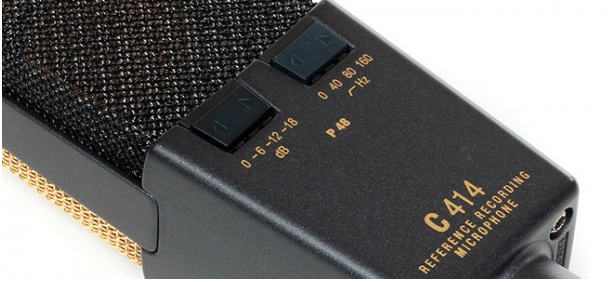 0 40 80 160
Hz
0 -6 -12 -18
dB
P48
C414
REFERENCE RECORDING
MICROPHONE